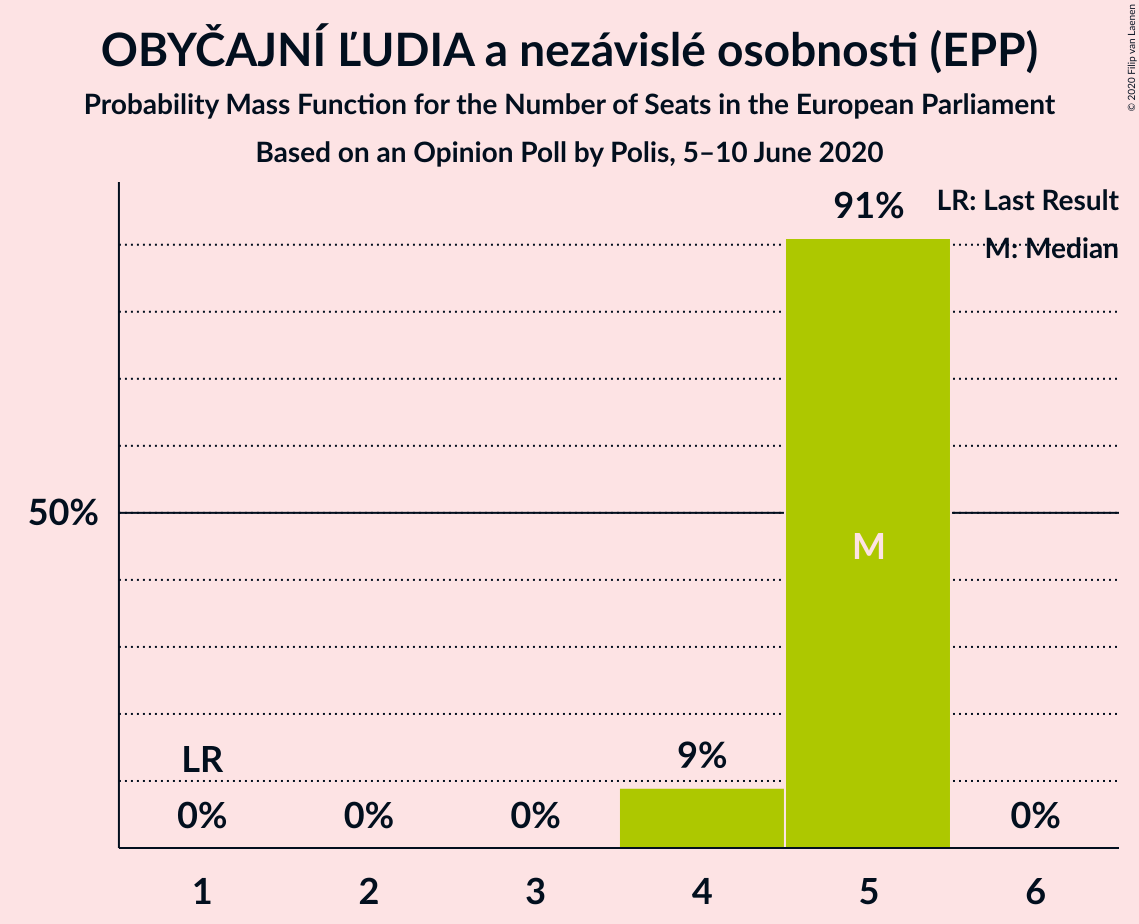 OBYČAJNÍ ĽUDIA a nezávislé osobnosti (EPP)
Probability Mass Function for the Number of Seats in the European Parliament
Based on an Opinion Poll by Polis, 5–10 June 2020
© 2020 Filip van Laenen
LR: Last Result
M: Median
91%
50%
M
LR
9%
0%
0%
0%
0%
1
2
3
4
5
6